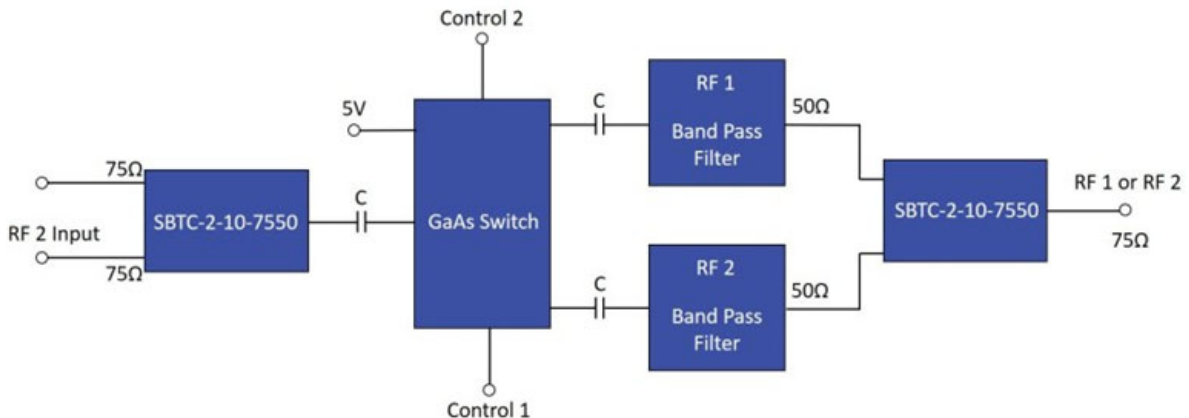 Control 2
5V
75Ω
RF 2 Input
75Ω
SBTC-2-10-7550
C
GaAs Switch
Control 1
C
RF 1
Band Pass
Filter
50Ω
C
RF 2
Band Pass
Filter
50Ω
SBTC-2-10-7550
RF 1 or RF 2
75Ω